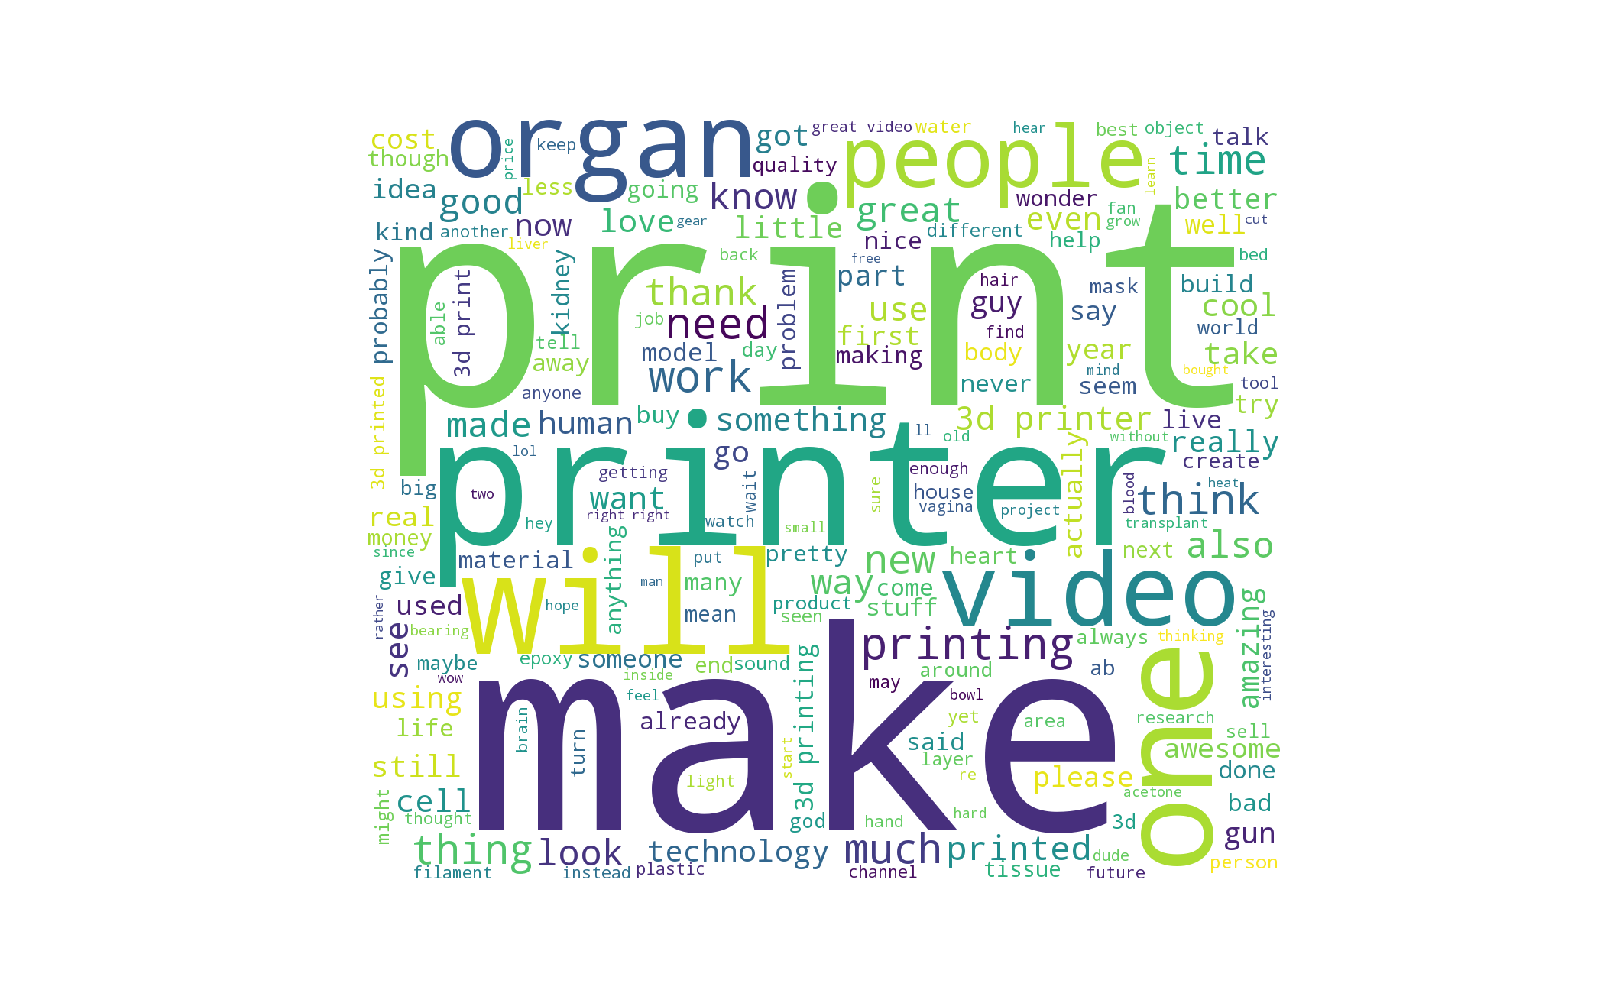 cost
organ
keep
price
got
great video
water
hear
best
object
talk
though
quality
people
learn
time
idea
good
less
going
know
great
wonder
even
fan
grow
better
kind
another
now
love
gear
little
nice
different
help
well
cut
probably
liver
print
back
free
bed
able
3d print
kidney
thank
problem
part
hair
mask
build
job
need
use
guy
say
cool
tell
model
day
first
find
world
away
work
making
body
year
take
3d printed
anyone
never
mind
seem
bought
tool
made
human
buy
something
3d printer
live
try
lol
go
ll
old
actually
without
really
big
two
printer
getting
wait
enough
create
want
sure
house
vagina
blood
heat
think
real
hey
right right
watch
small
project
transplant
money
since
material
anything
put
pretty
new
heart
next
also
give
will
man
many
way
come
video
used
rather
hope
mean
product
seen
stuff
see
bearing
printing
always
thinking
amazing
interesting
maybe
wow
epoxy
someone
end
sound
around
ab
one
using
inside
feel
3d printing
make
may
bowl
life
brain
turn
already
yet
area
research
sell
still
light
start
said
layer
re
please
awesome
done
acetone
cell
might
thought
god
hand
hard
3d
bad
thing
look
technology
much
printed
dude
gun
filament
instead
plastic
channel
tissue
future
person